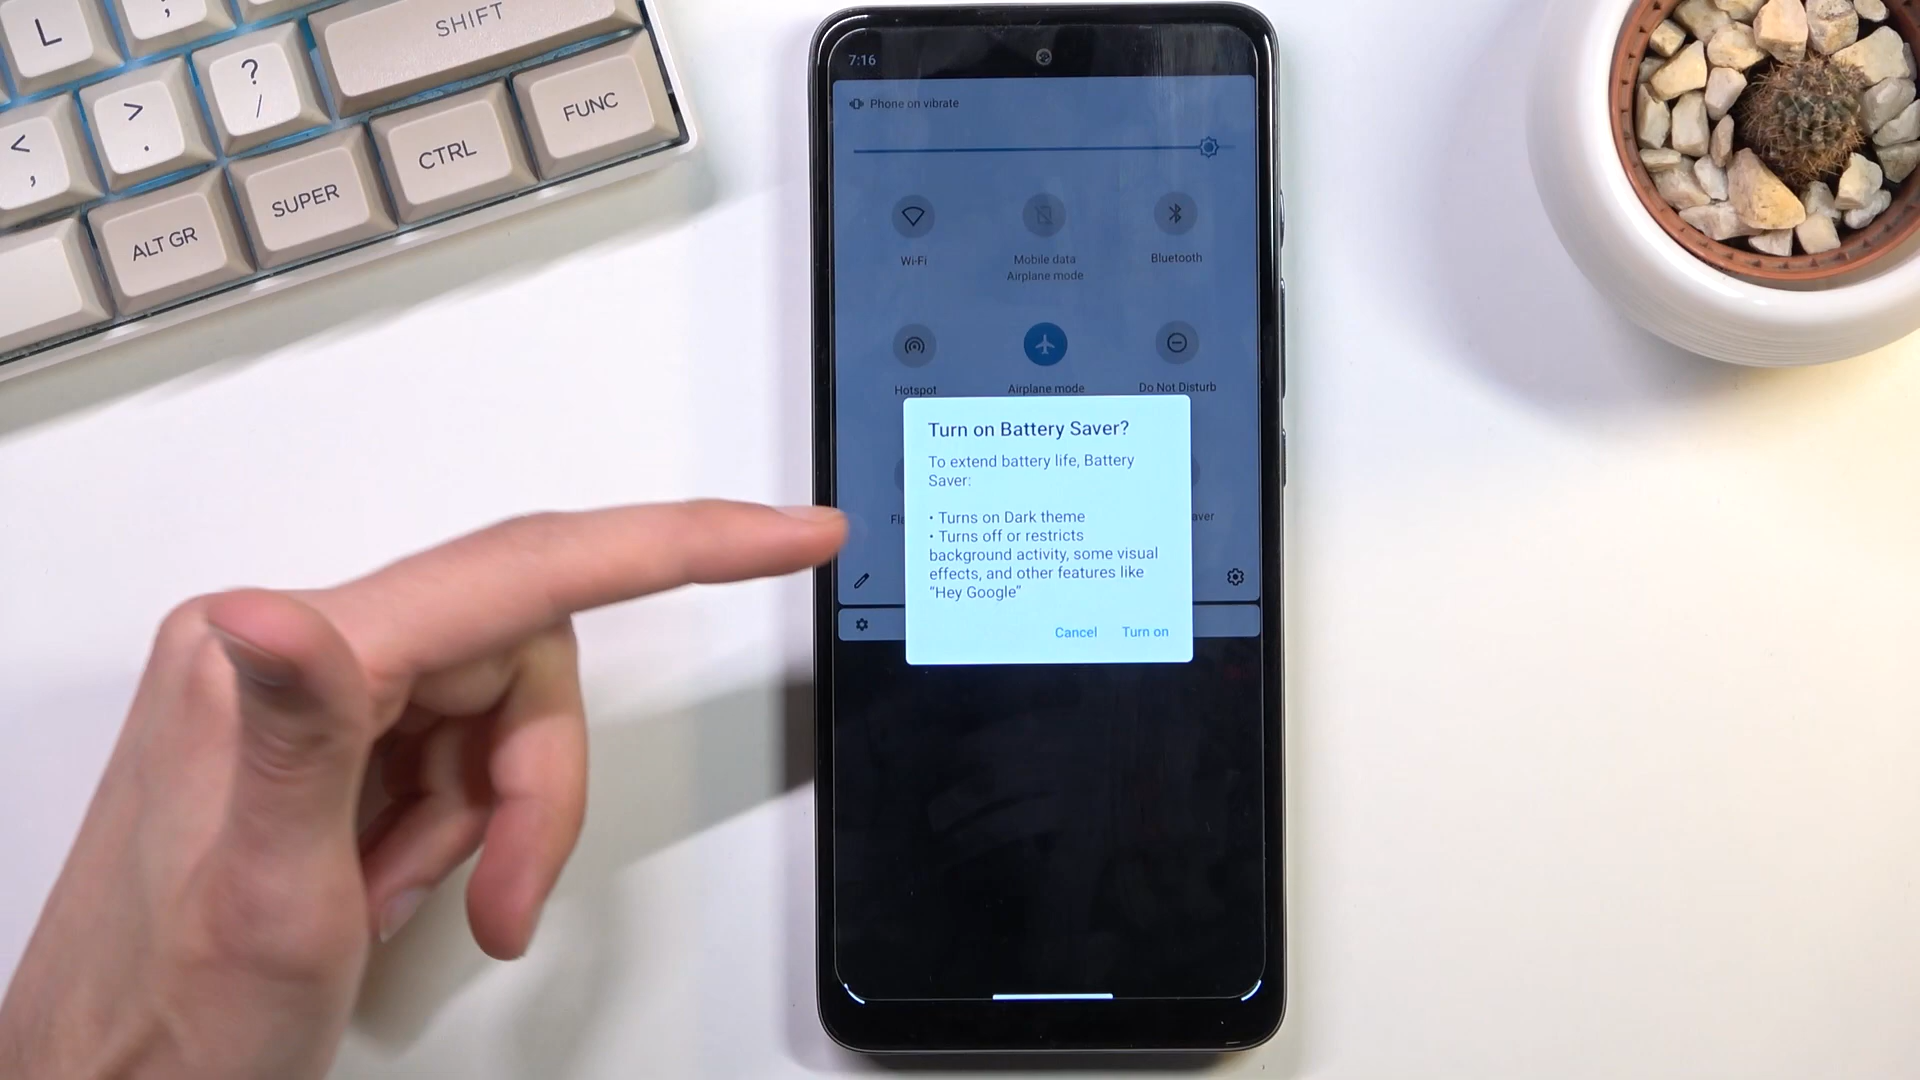 L
;
SHIFT
?
/
>
.
<
,
FUNC
CTRL
SUPER
ALT GR
7:16
Phone on vibrate
Wi-Fi
Mobile data
Airplane mode
Bluetooth
Hotspot
Airplane mode
Do Not Disturb
Turn on Battery Saver?
To extend battery life, Battery
Saver:
• Turns on Dark theme
• Turns off or restricts
background activity, some visual
effects, and other features like
“Hey Google”
Cancel
Turn on